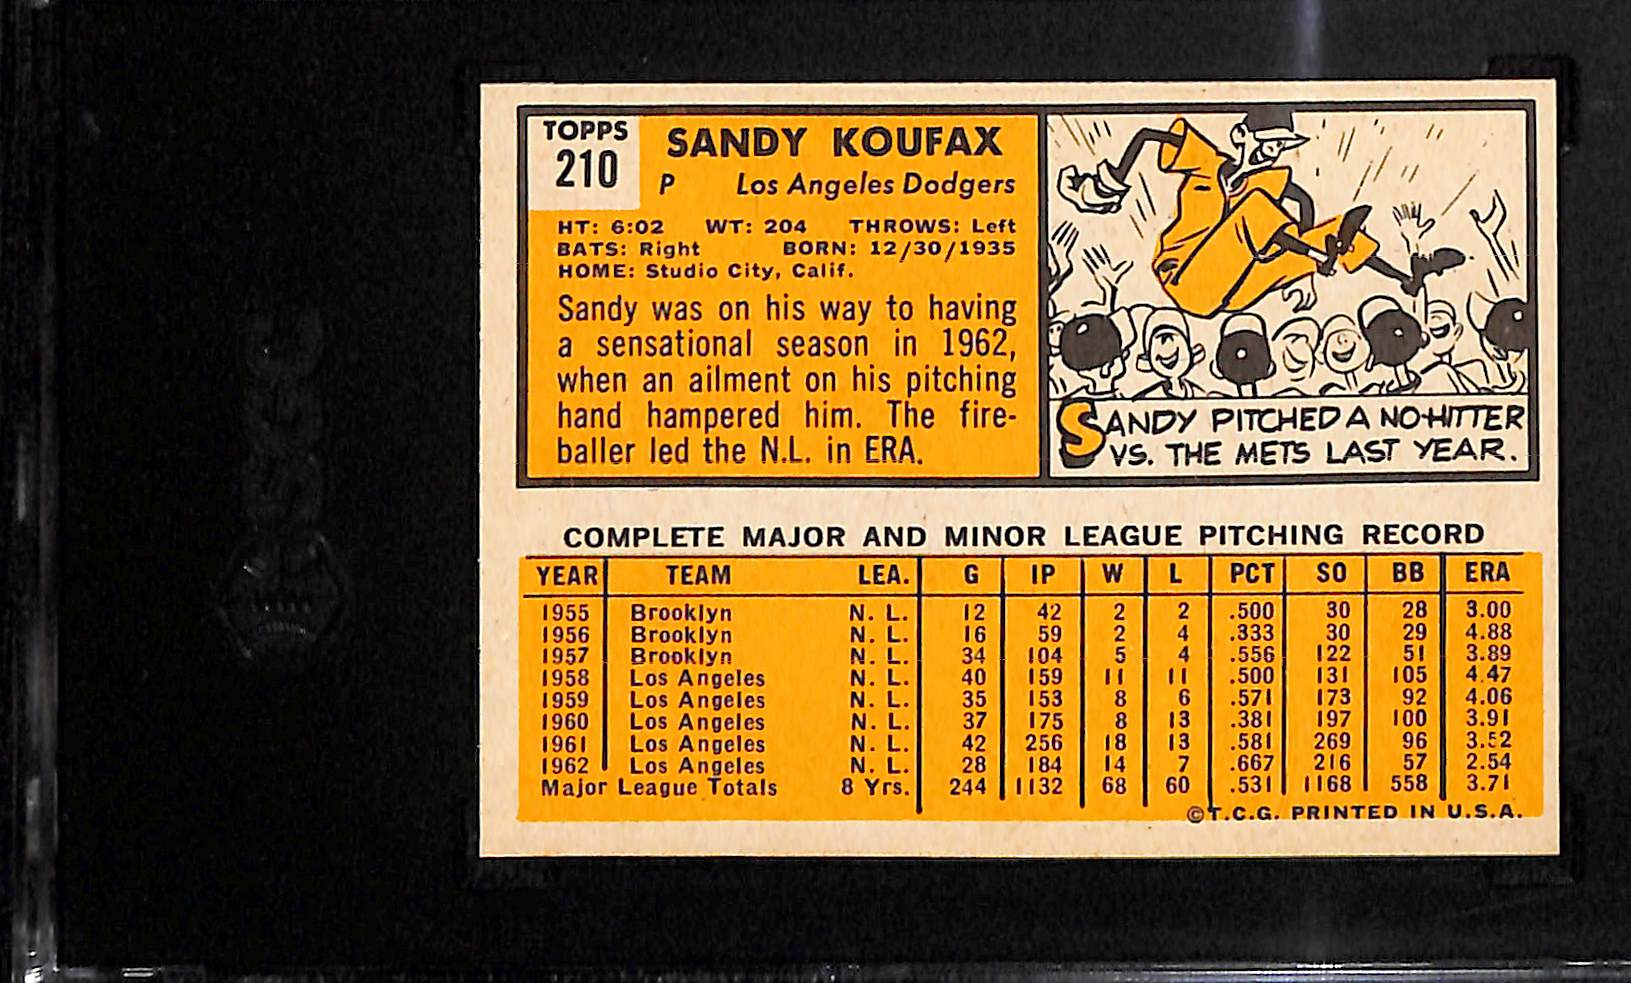 TOPPS
210
SANDY KOUFAX
P Los Angeles Dodgers
HT: 6:02 WT: 204 THROWS: Left
BATS: Right BORN: 12/30/1935
HOME: Studio City, Calif.
Sandy was on his way to having
a sensational season in 1962,
when an ailment on his pitching
hand hampered him. The fire-
baller led the N.L. in ERA.
SANDY PITCHED A NO-HITTER
VS. THE METS LAST YEAR.
COMPLETE MAJOR AND MINOR LEAGUE PITCHING RECORD
YEAR TEAM LEA. G IP W L PCT SO BB ERA
1955 Brooklyn N. L. 12 42 2 2 .500 30 28 3.00
1956 Brooklyn N. L. 16 59 2 4 .333 30 29 4.88
1957 Brooklyn N. L. 34 104 5 4 .556 122 51 3.89
1958 Los Angeles N. L. 40 159 11 11 .500 131 105 4.47
1959 Los Angeles N. L. 35 153 8 6 .571 173 92 4.06
1960 Los Angeles N. L. 37 175 8 13 .381 197 100 3.91
1961 Los Angeles N. L. 42 256 18 13 .581 269 96 3.52
1962 Los Angeles N. L. 28 184 14 7 .667 216 57 2.54
Major League Totals 8 Yrs. 244 1132 68 60 .531 1168 558 3.71
©T.C.G. PRINTED IN U.S.A.